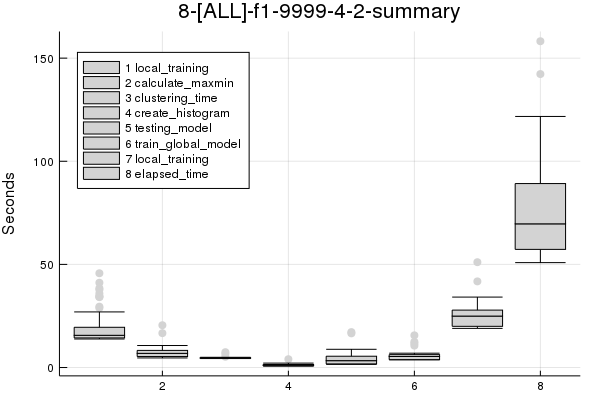 8-[ALL]-f1-9999-4-2-summary
150
100
50
0
Seconds
1 local_training
2 calculate_maxmin
3 clustering_time
4 create_histogram
5 testing_model
6 train_global_model
7 local_training
8 elapsed_time
2
4
6
8